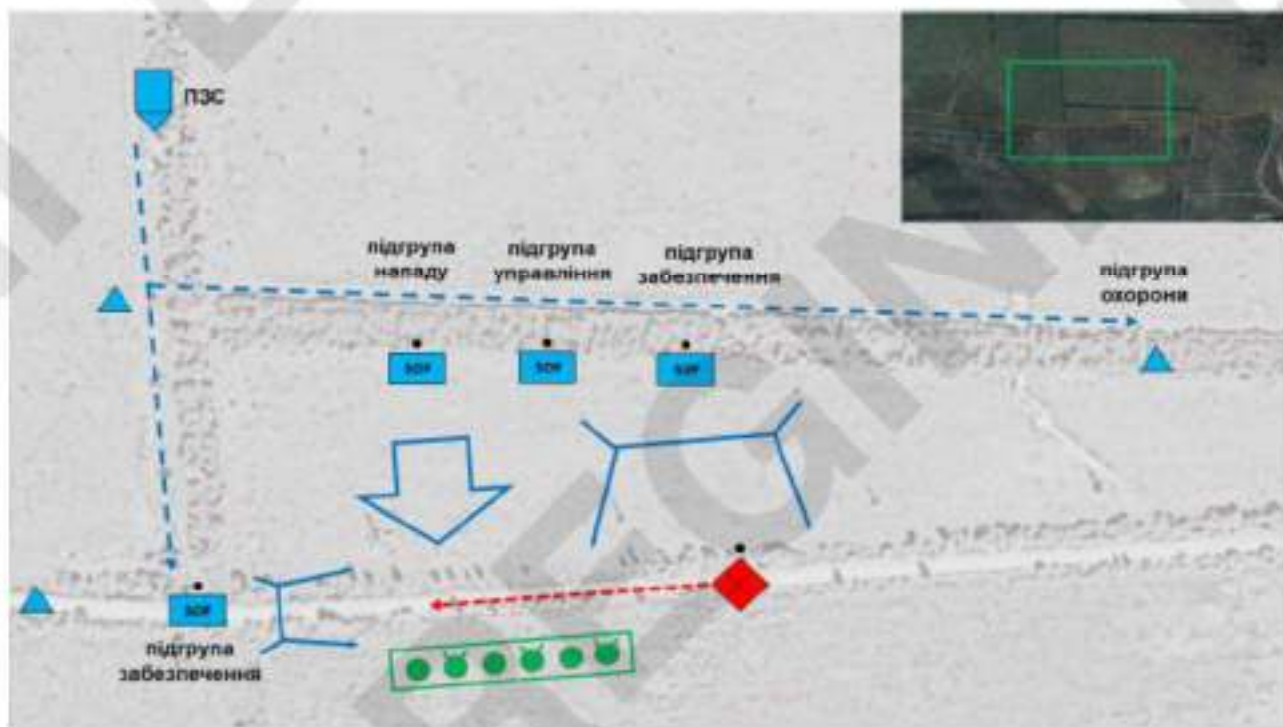 ПЗС
підгрупа
нападу
підгрупа
управління
підгрупа
забезпечення
підгрупа
охорони
SOF
SOF
SOF
SOF
підгрупа
забезпечення